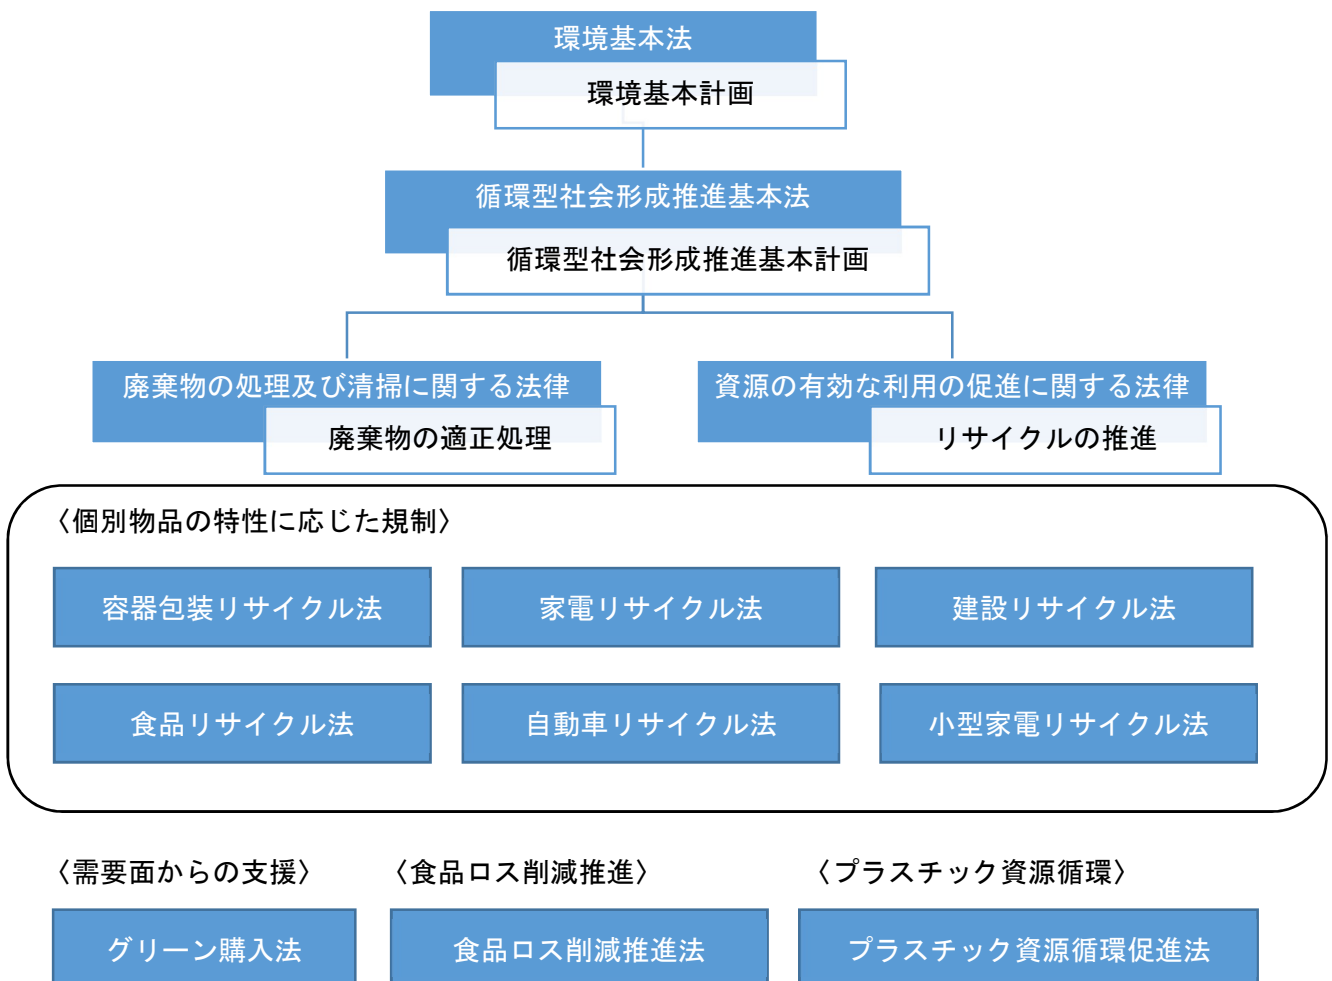 環境基本法
環境基本計画
循環型社会形成推進基本法
循環型社会形成推進基本計画
廃棄物の処理及び清掃に関する法律
廃棄物の適正処理
資源の有効な利用の促進に関する法律
リサイクルの推進
〈個別物品の特性に応じた規制〉
容器包装リサイクル法
家電リサイクル法
建設リサイクル法
食品リサイクル法
自動車リサイクル法
小型家電リサイクル法
〈需要面からの支援〉
〈食品ロス削減推進〉
〈プラスチック資源循環〉
グリーン購入法
食品ロス削減推進法
プラスチック資源循環促進法